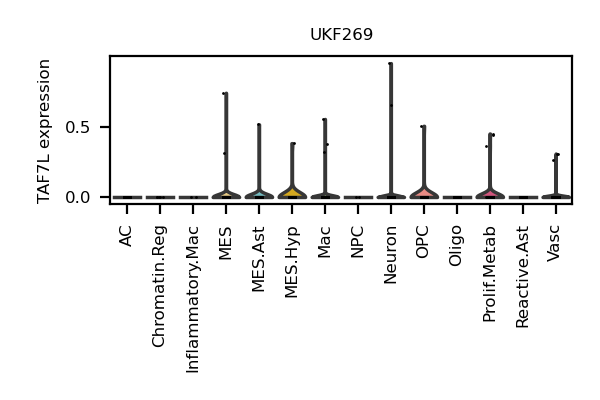 UKF269
TAF7L expression
0.5
0.0
AC
Chromatin.Reg
Inflammatory.Mac
MES
MES.Ast
MES.Hyp
Mac
NPC
Neuron
OPC
Oligo
Prolif.Metab
Reactive.Ast
Vasc